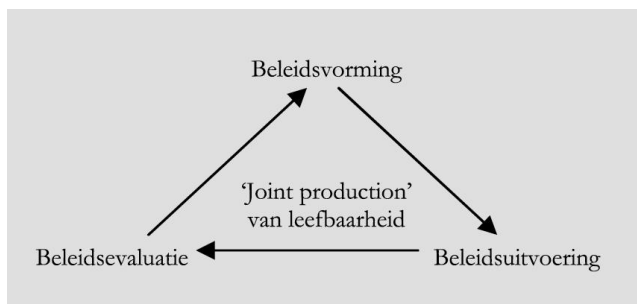 Beleidsvorming
‘Joint production’
van leefbaarheid
Beleidsevaluatie
Beleidsuitvoering